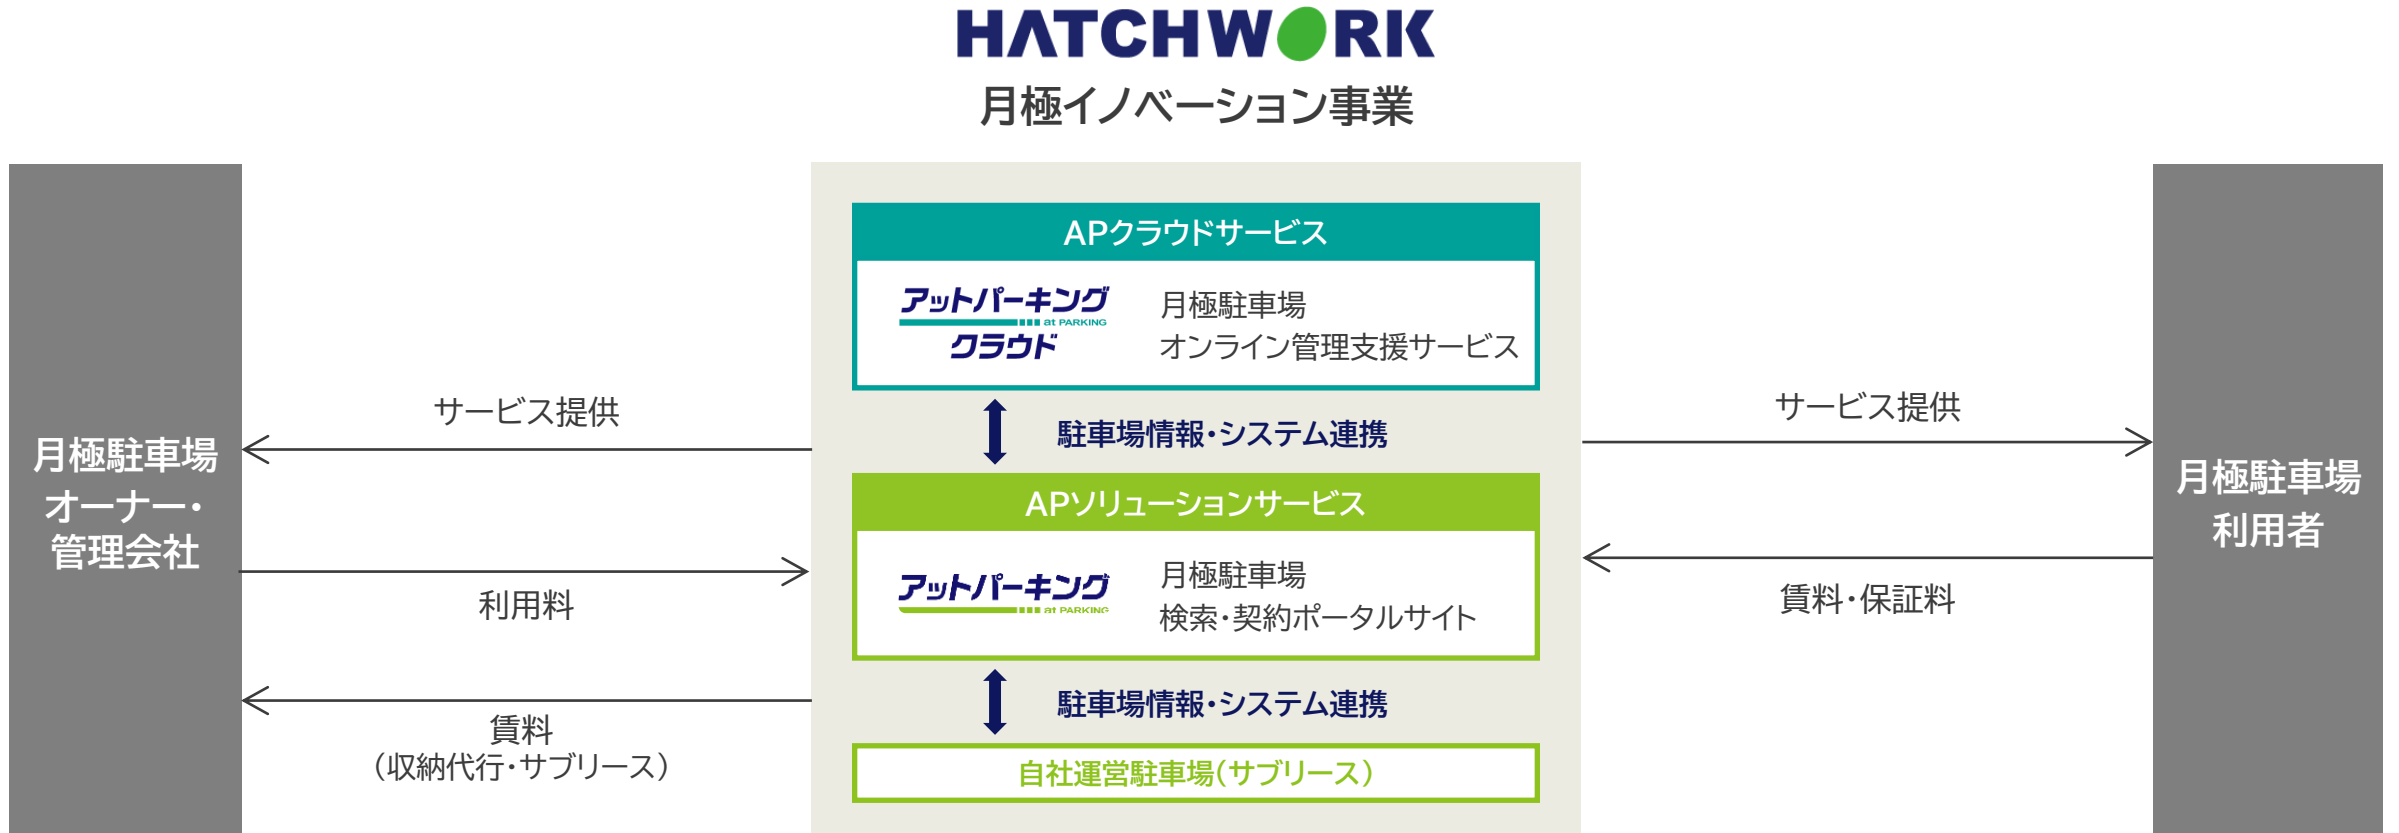 HATCHWORK
月極イノベーション事業
月極駐車場
オーナー・
管理会社
サービス提供
利用料
賃料
（収納代行・サブリース）
APクラウドサービス
アットパーキング
at PARKING
クラウド
月極駐車場
オンライン管理支援サービス
駐車場情報・システム連携
APソリューションサービス
アットパーキング
at PARKING
月極駐車場
検索・契約ポータルサイト
駐車場情報・システム連携
自社運営駐車場（サブリース）
サービス提供
賃料・保証料
月極駐車場
利用者